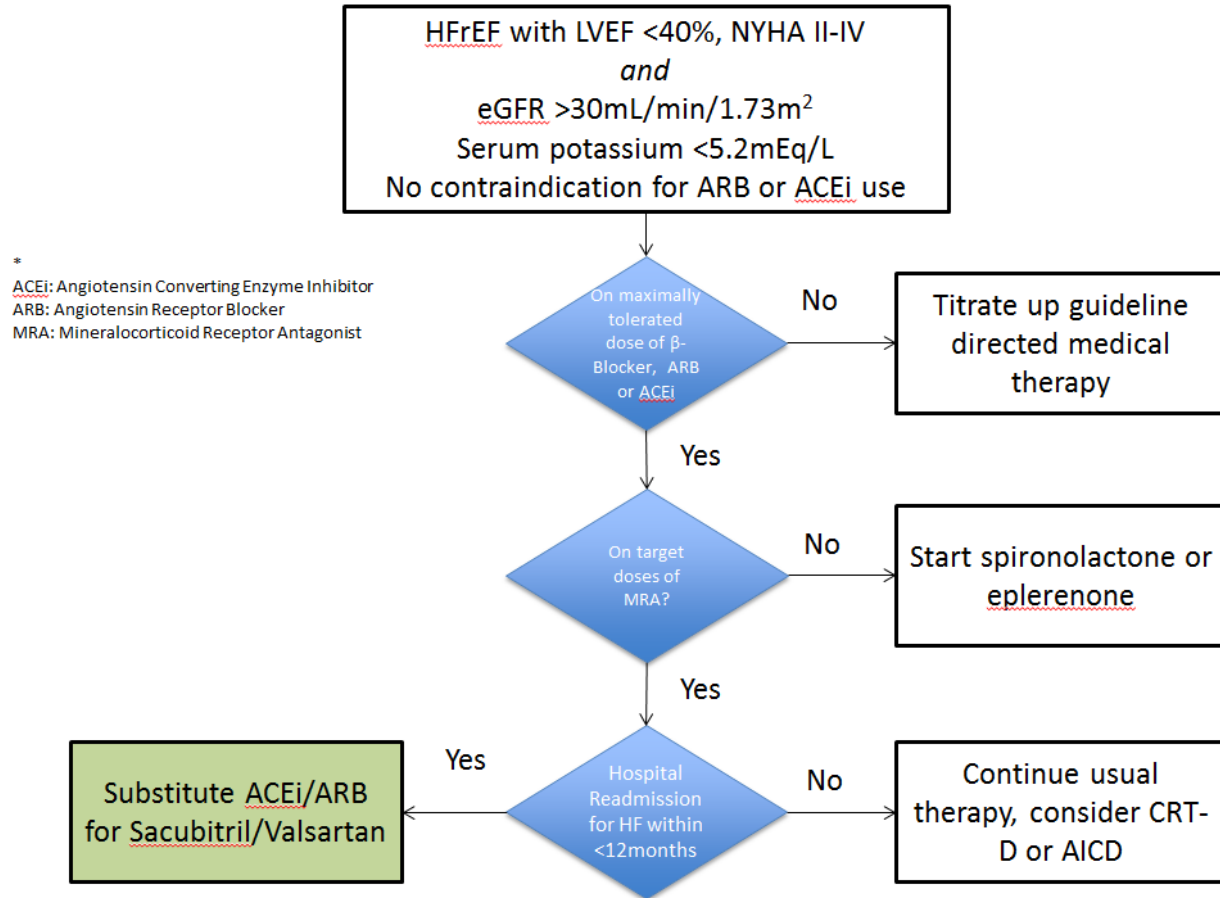 HFrEF with LVEF <40%, NYHA II-IV
and
eGFR >30mL/min/1.73m²
Serum potassium <5.2mEq/L
No contraindication for ARB or ACEi use
*
ACEi: Angiotensin Converting Enzyme Inhibitor
ARB: Angiotensin Receptor Blocker
MRA: Mineralocorticoid Receptor Antagonist
On maximally
tolerated
dose of β-
Blocker, ARB
or ACEi
No
Titrate up guideline
directed medical
therapy
Yes
On target
doses of
MRA?
No
Start spironolactone or
eplerenone
Yes
Hospital
Readmission
for HF within
<12months
Yes
Substitute ACEi/ARB
for Sacubitril/Valsartan
No
Continue usual
therapy, consider CRT-
D or AICD